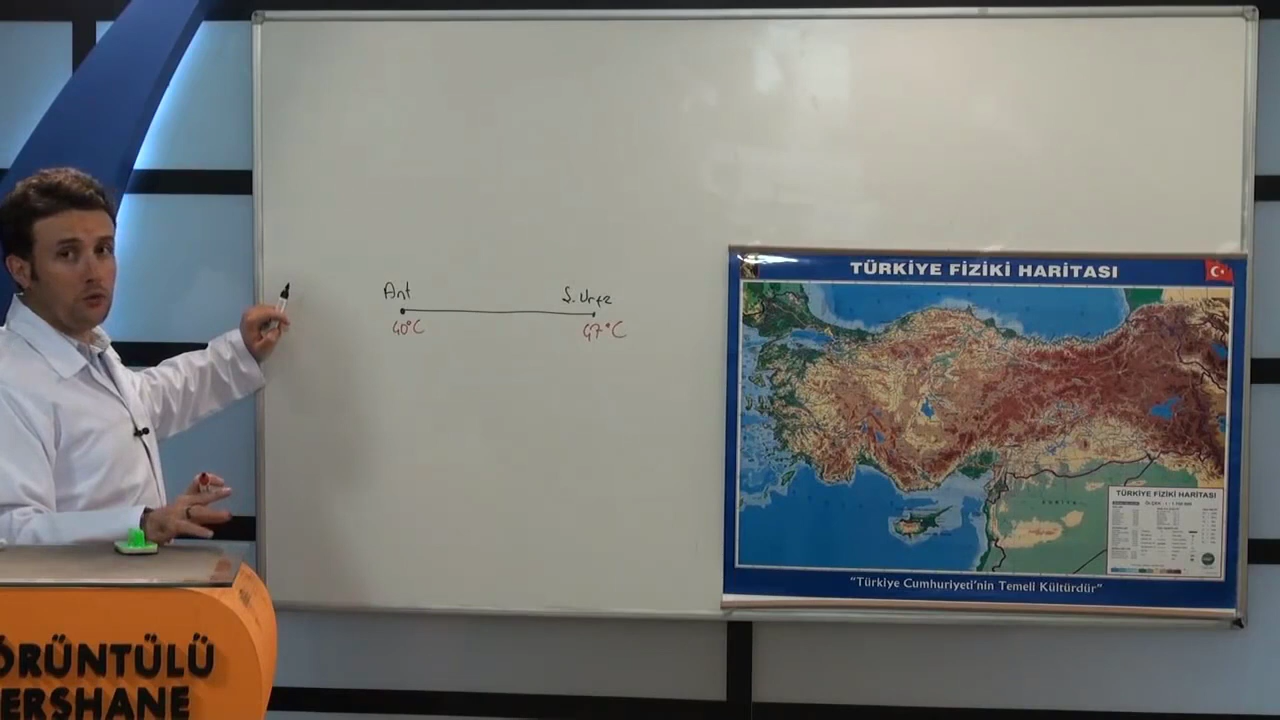 Ant
Ş.Urfa
40°C
47°C
TÜRKİYE FİZİKİ HARİTASI
TÜRKİYE FİZİKİ HARİTASI
"Türkiye Cumhuriyeti'nin Temeli Kültürdür"
ÖRÜNTÜLÜ
ERSHANE